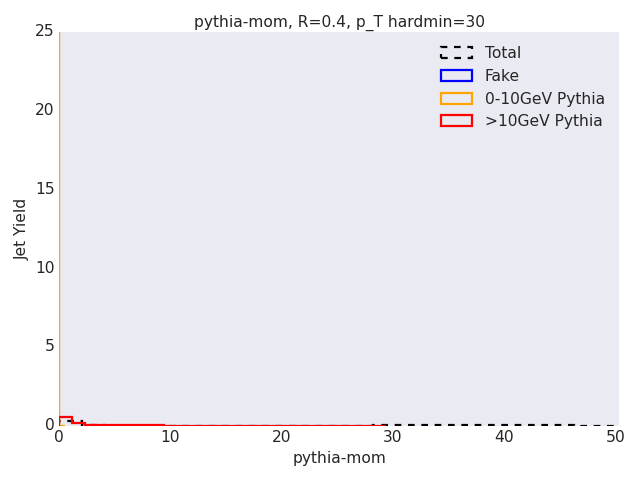 pythia-mom, R=0.4, p_T hardmin=30
25
20
15
10
5
0
Jet Yield
Total
Fake
0-10GeV Pythia
>10GeV Pythia
0 10 20 30 40 50
pythia-mom